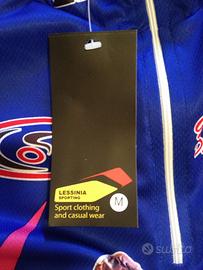 LESSINIA
SPORTING
M
Sport clothing
and casual wear
subito